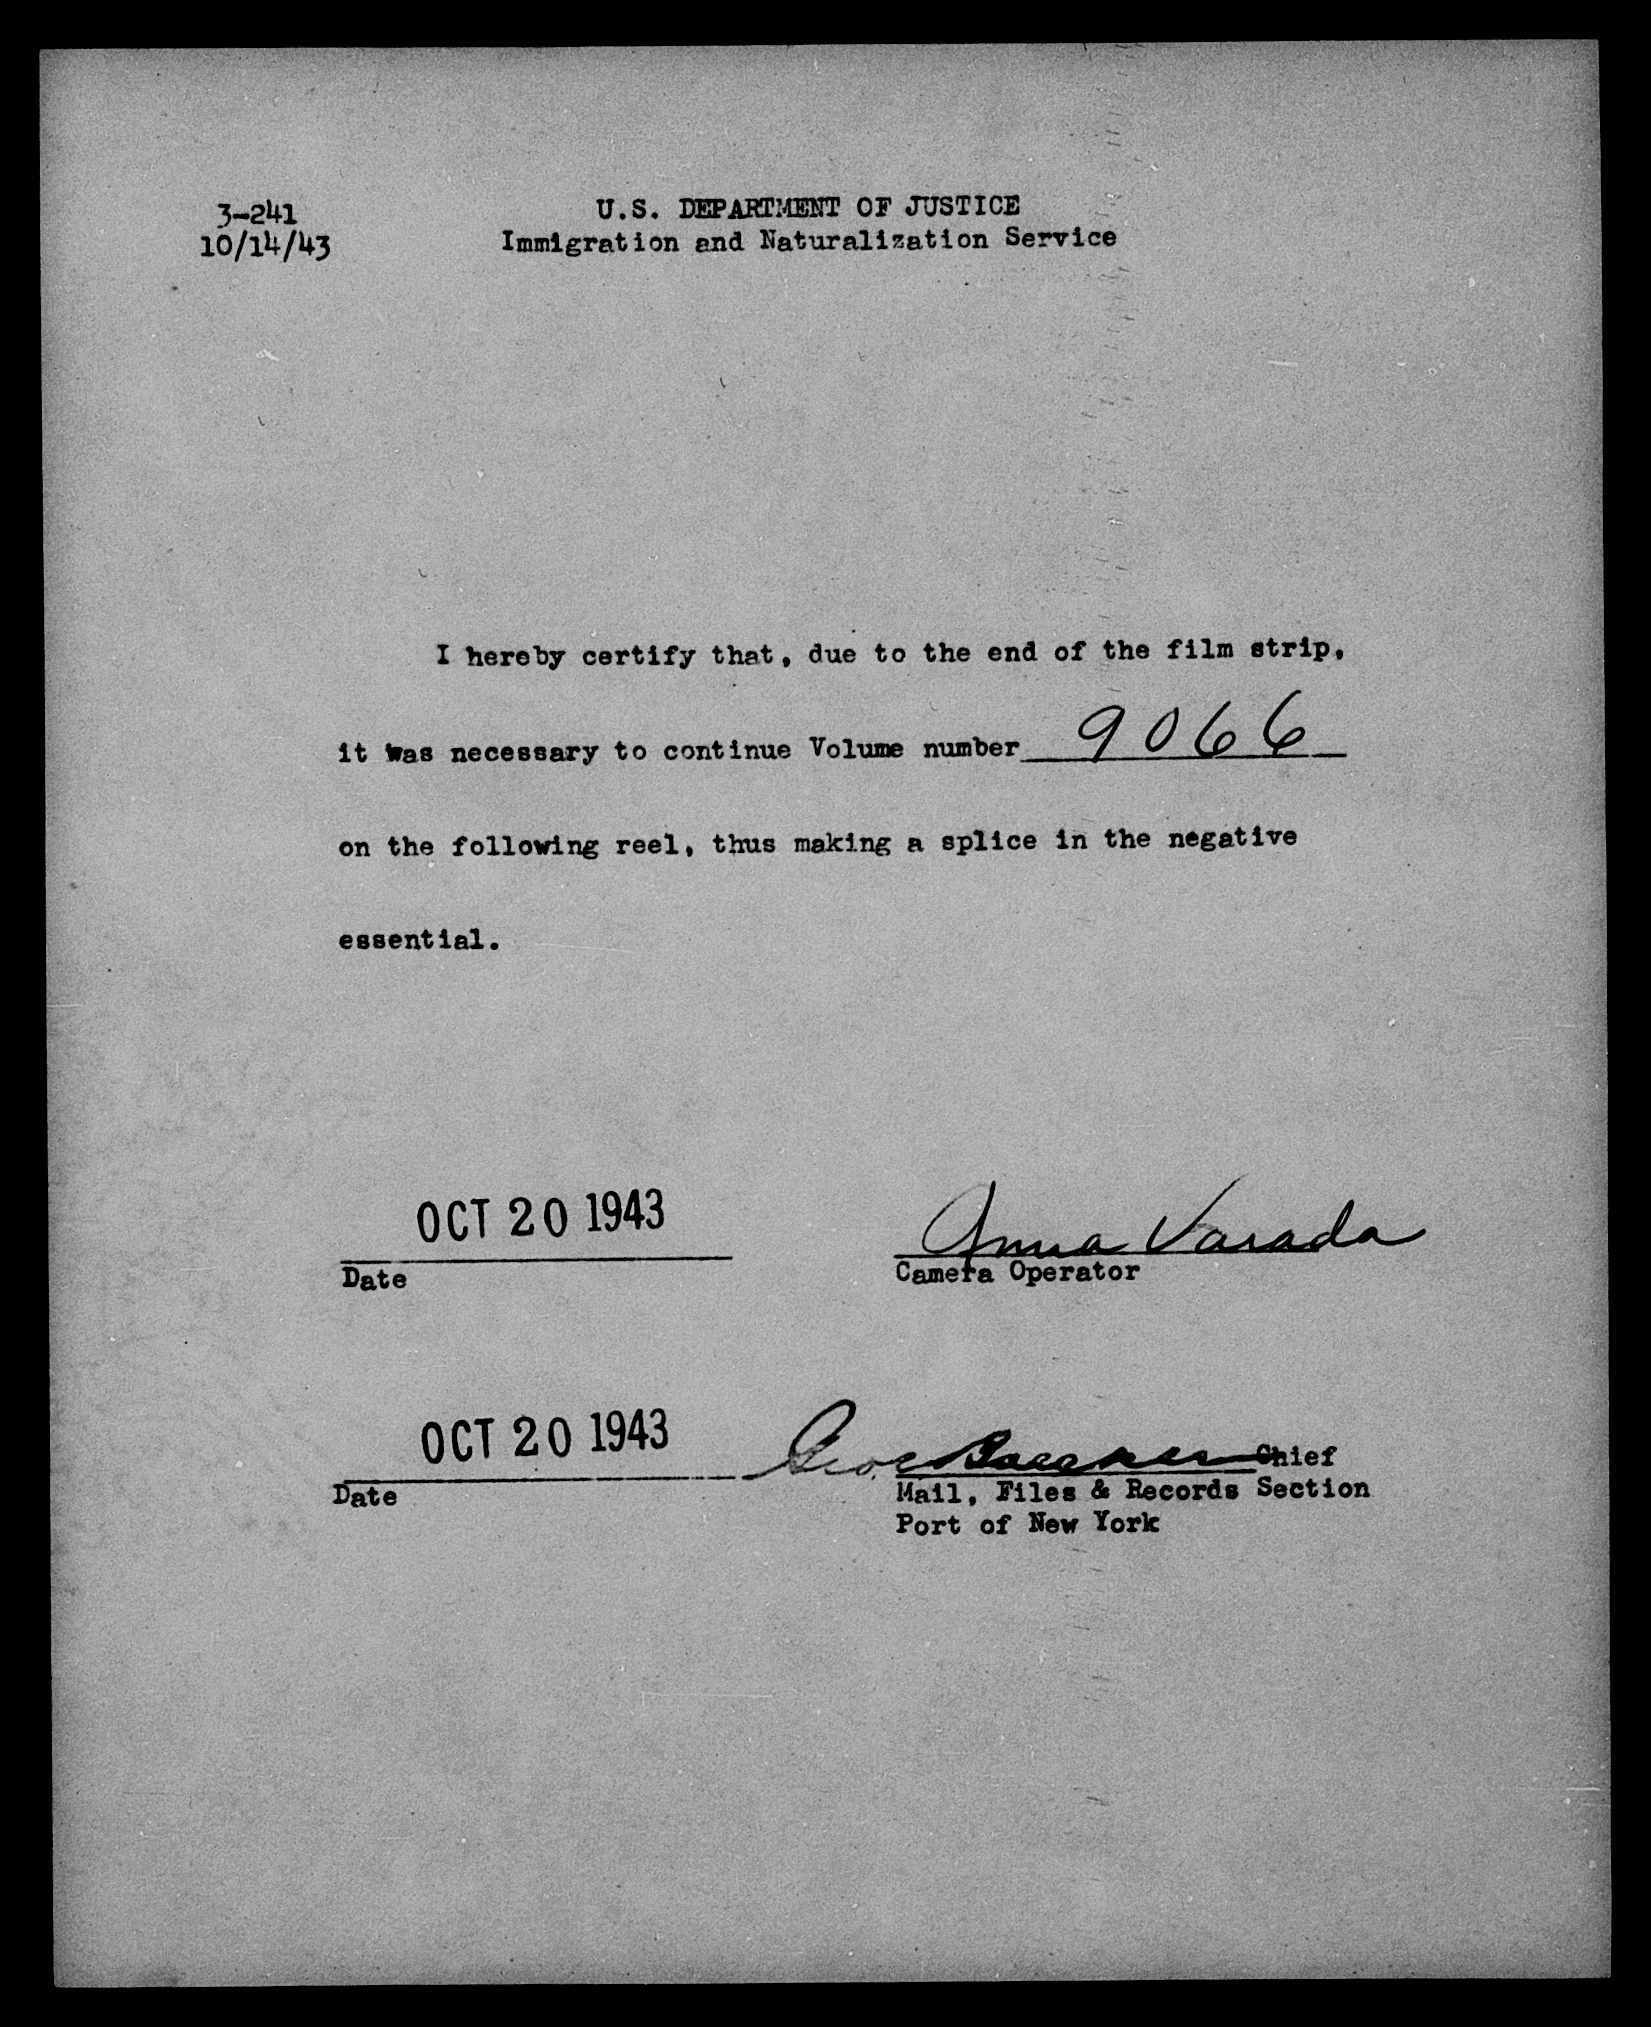 3-241
10/14/43
U.S. DEPARTMENT OF JUSTICE
Immigration and Naturalization Service
I hereby certify that, due to the end of the film strip,
it was necessary to continue Volume number 9066
on the following reel, thus making a splice in the negative
essential.
OCT 20 1943
Date
Anna Varada
Camera Operator
OCT 20 1943
Date
Geo. Chief
Mail, Files & Records Section
Port of New York